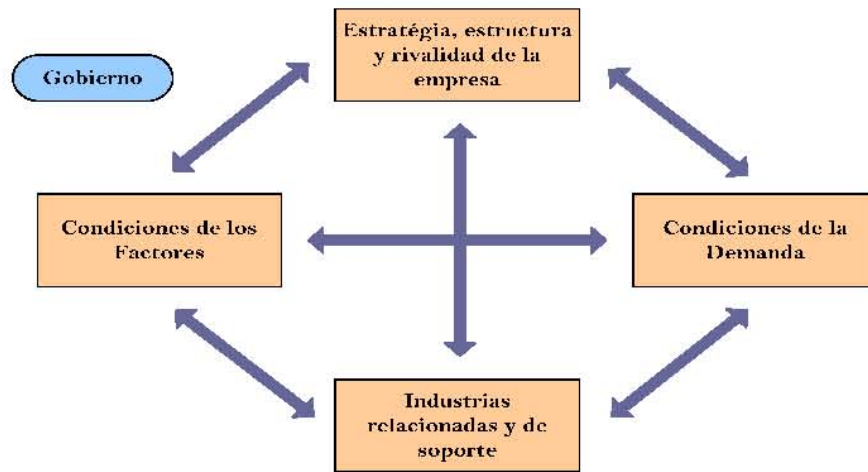 Estratégia, estructura
y rivalidad de la
empresa
Gobierno
Condiciones de los
Factores
Condiciones de la
Demanda
Industrias
relacionadas y de
soporte